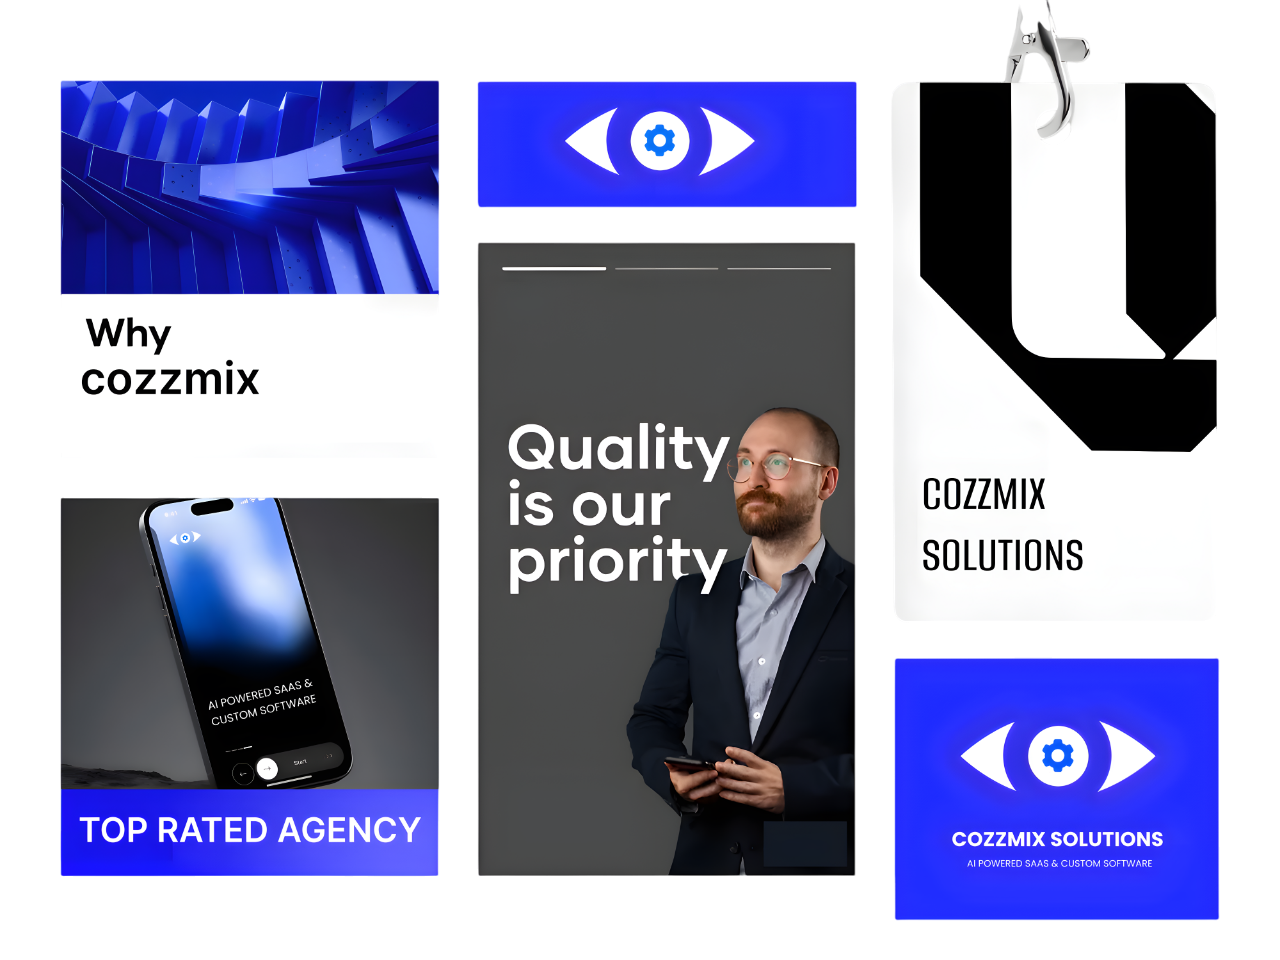 Why
cozzmix
AI POWERED SAAS &
CUSTOM SOFTWARE
Start
TOP RATED AGENCY
Quality
is our
priority
COZZMIX
SOLUTIONS
COZZMIX SOLUTIONS
AI POWERED SAAS & CUSTOM SOFTWARE